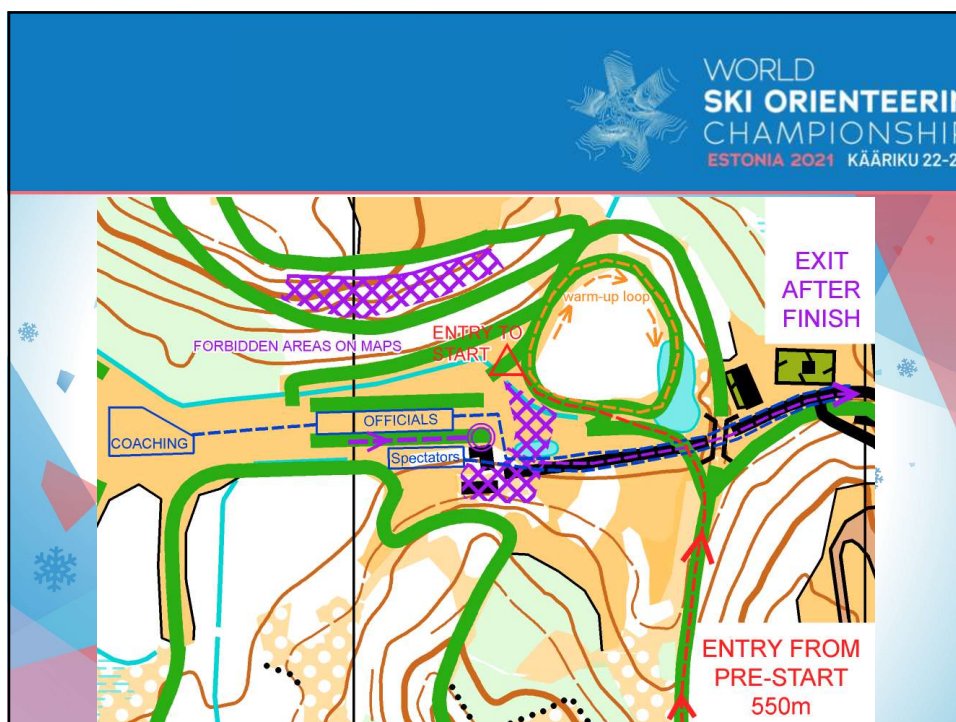 WORLD
SKI ORIENTEERIN
CHAMPIONSHIP
ESTONIA 2021 KÄÄRIKU 22-2
EXIT
AFTER
FINISH
warm-up loop
ENTRY TO
START
FORBIDDEN AREAS ON MAPS
OFFICIALS
COACHING
Spectators
ENTRY FROM
PRE-START
550m